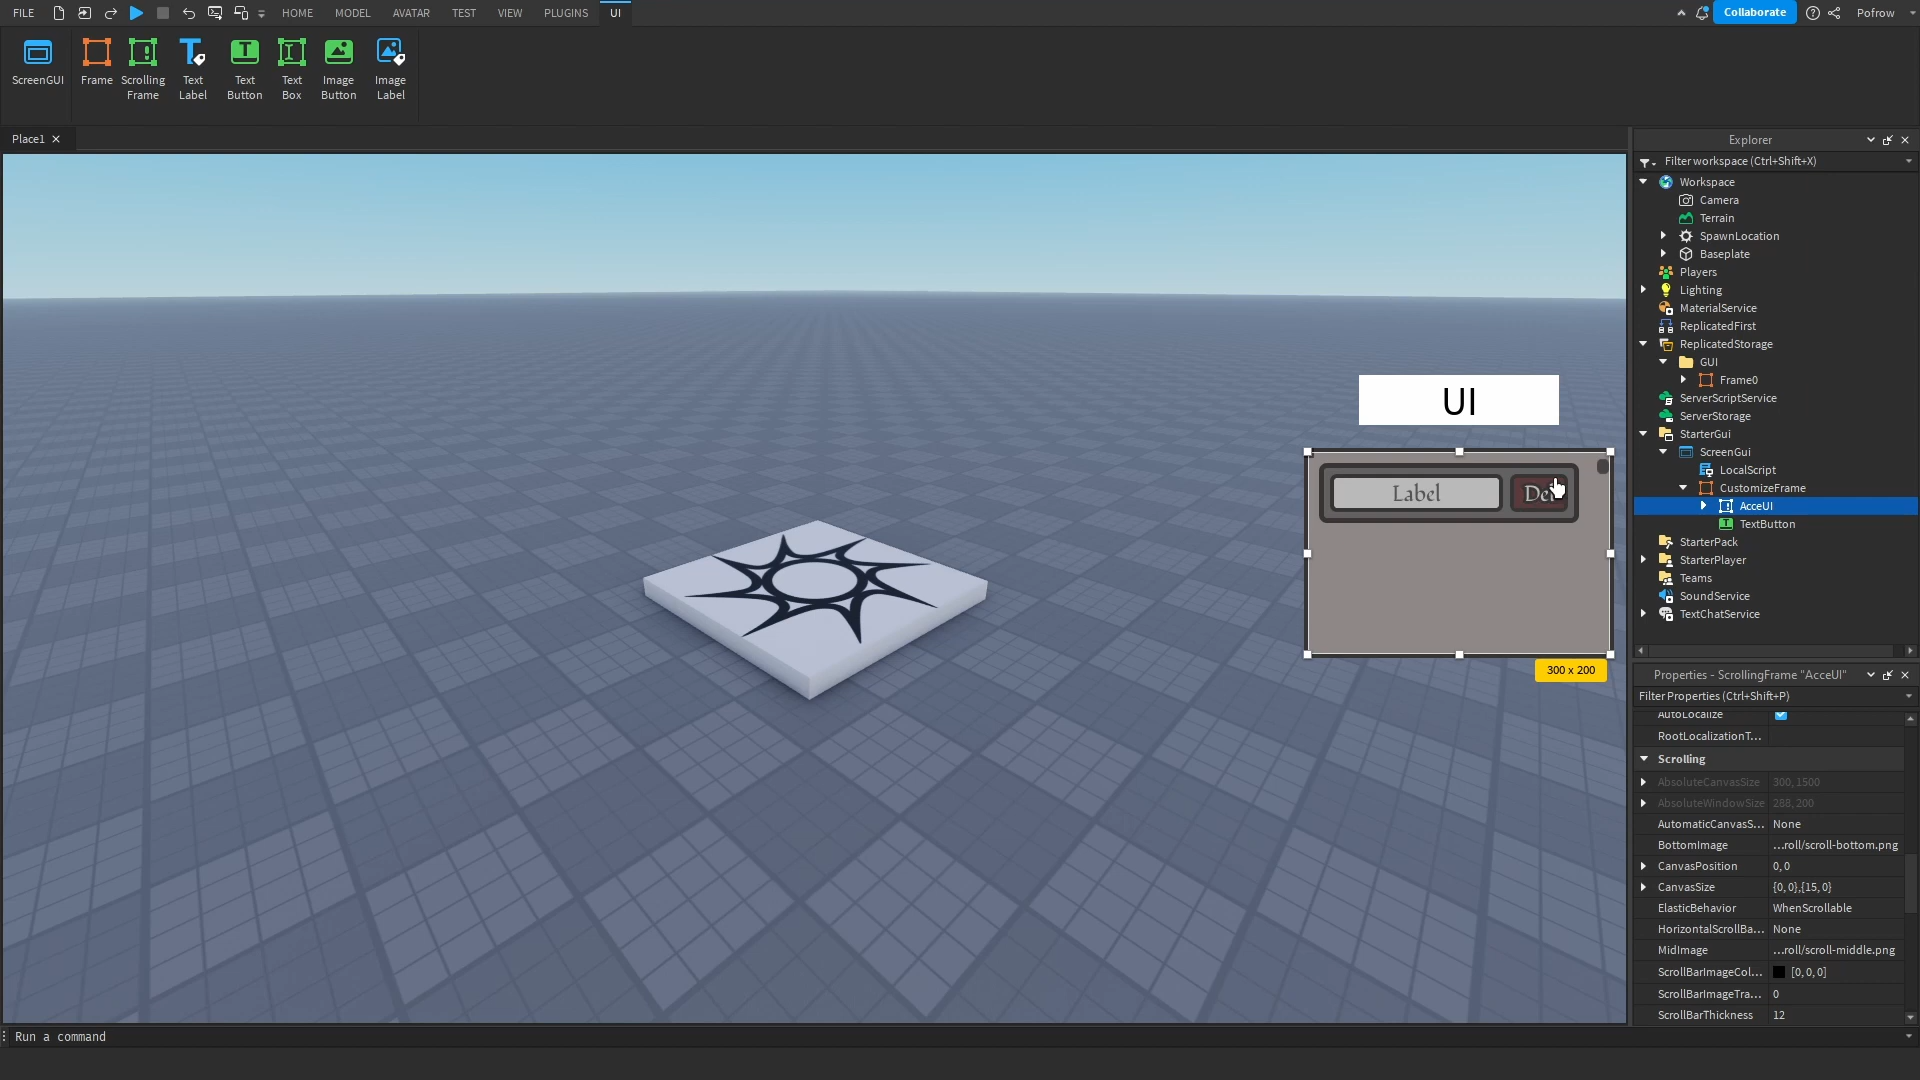 FILE HOME MODEL AVATAR TEST VIEW PLUGINS UI Collaborate Pofrow
ScreenGUI
Frame
Scrolling Frame
Text Label
Text Button
Text Box
Image Button
Image Label
Place1
UI
Label
300 x 200
Run a command
Explorer
Filter workspace (Ctrl+Shift+X)
Workspace
Camera
Terrain
SpawnLocation
Baseplate
Players
Lighting
MaterialService
ReplicatedFirst
ReplicatedStorage
GUI
Frame0
ServerScriptService
ServerStorage
StarterGui
ScreenGui
LocalScript
CustomizeFrame
AcceUI
TextButton
StarterPack
StarterPlayer
Teams
SoundService
TextChatService
Properties - ScrollingFrame "AcceUI"
Filter Properties (Ctrl+Shift+P)
AutoLocalize
RootLocalizationT...
Scrolling
AbsoluteCanvasSize 300, 1500
AbsoluteWindowSize 288, 200
AutomaticCanvasS... None
BottomImage ...roll/scroll-bottom.png
CanvasPosition 0, 0
CanvasSize {0, 0},{15, 0}
ElasticBehavior WhenScrollable
HorizontalScrollBa... None
MidImage ...roll/scroll-middle.png
ScrollBarImageCol... [0, 0, 0]
ScrollBarImageTra... 0
ScrollBarThickness 12